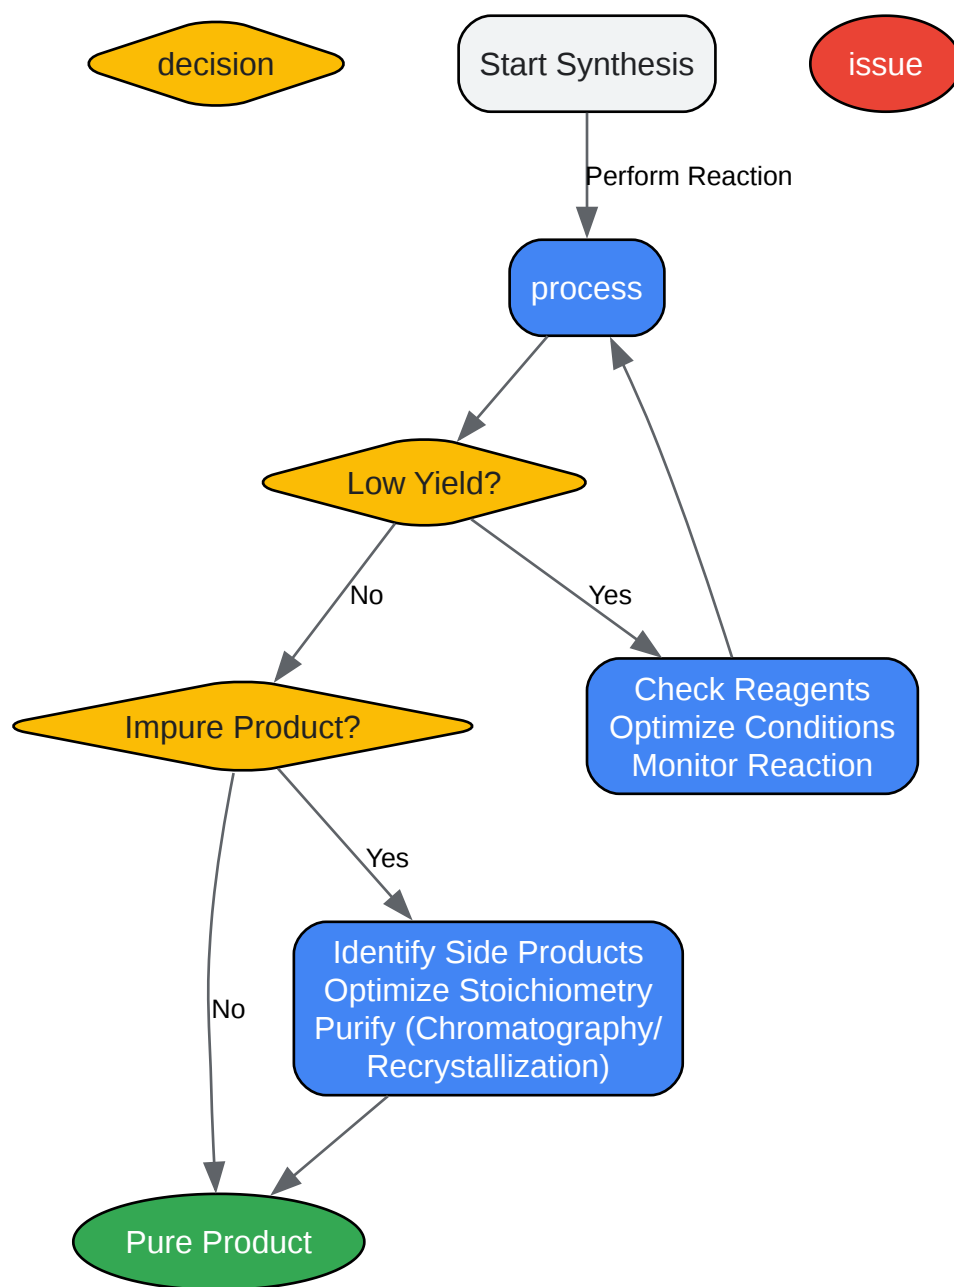 decision
Start Synthesis
issue
Perform Reaction
process
Low Yield?
No
Yes
Check Reagents
Optimize Conditions
Monitor Reaction
Impure Product?
Yes
Identify Side Products
Optimize Stoichiometry
Purify (Chromatography/
Recrystallization)
No
Pure Product